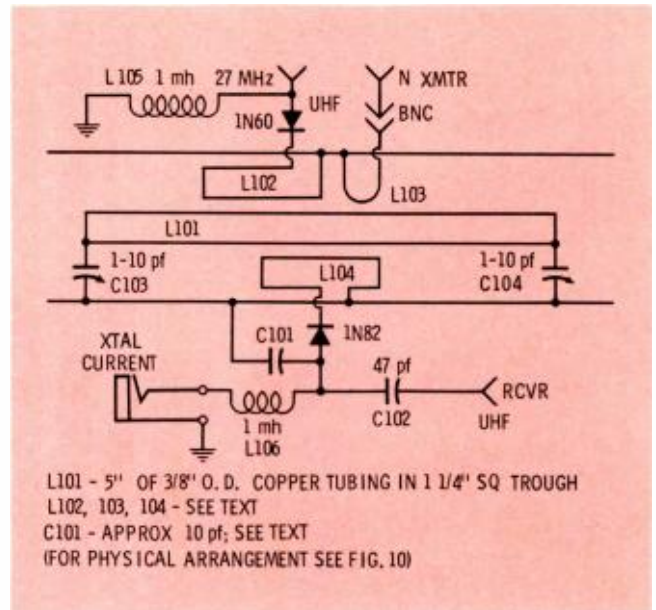 L105 1 mh 27 MHz
UHF
1N60
N XMTR
BNC
L102
L103
L101
1-10 pf
C103
L104
1-10 pf
C104
C101
1N82
XTAL
CURRENT
47 pf
C102
RCVR
UHF
1 mh
L106
L101 - 5" OF 3/8" O.D. COPPER TUBING IN 1 1/4" SQ TROUGH
L102, 103, 104 - SEE TEXT
C101 - APPROX 10 pf; SEE TEXT
(FOR PHYSICAL ARRANGEMENT SEE FIG. 10)